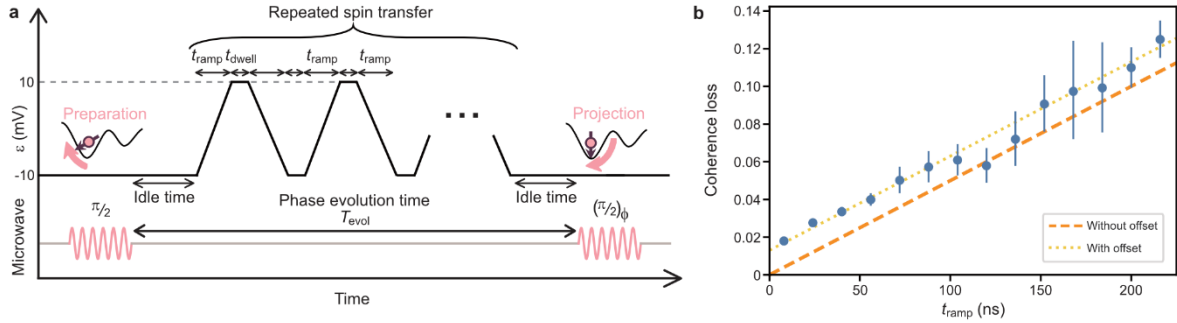 a
Repeated spin transfer
t_ramp t_dwell t_ramp t_ramp
10
ε (mV)
Preparation
...
Projection
-10
Idle time
Phase evolution time
Idle time
π/2
T_evol
(π/2)_ϕ
Microwave
Time
b
0.14
0.12
0.10
0.08
0.06
0.04
0.02
0
Coherence loss
Without offset
With offset
0 50 100 150 200
t_ramp (ns)